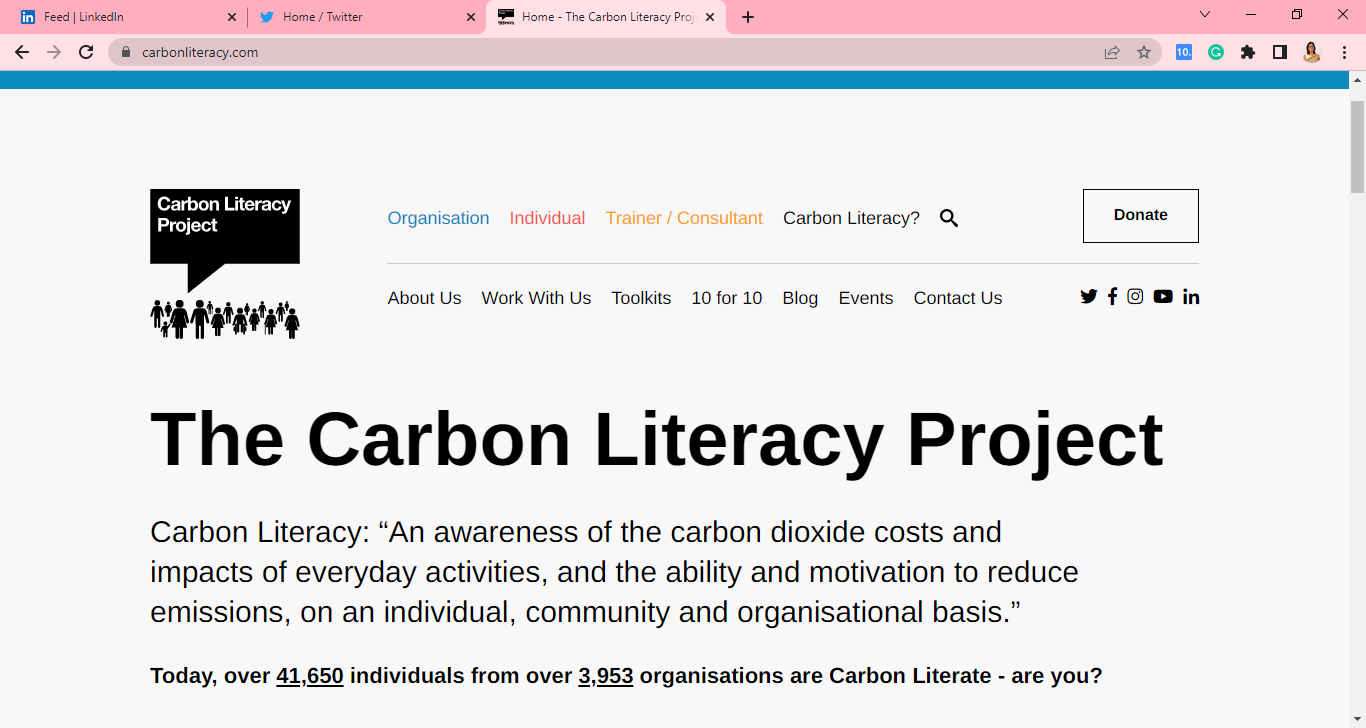 Feed | LinkedIn
Home / Twitter
Home - The Carbon Literacy Proj
carbonliteracy.com
10.
Carbon Literacy
Project
Organisation Individual Trainer / Consultant Carbon Literacy?
Donate
About Us Work With Us Toolkits 10 for 10 Blog Events Contact Us
The Carbon Literacy Project
Carbon Literacy: “An awareness of the carbon dioxide costs and
impacts of everyday activities, and the ability and motivation to reduce
emissions, on an individual, community and organisational basis.”
Today, over 41,650 individuals from over 3,953 organisations are Carbon Literate - are you?